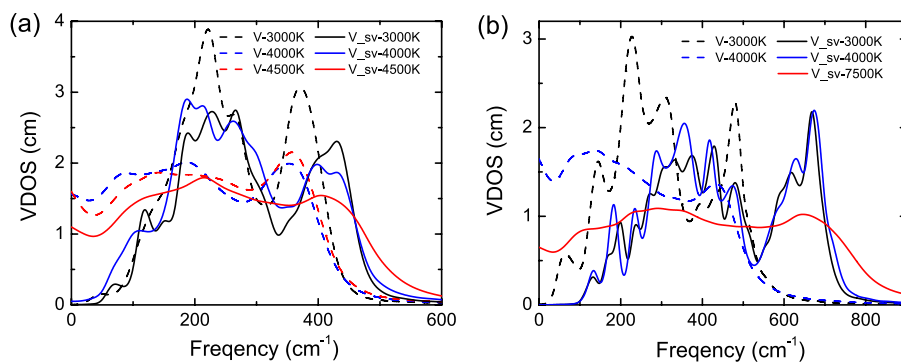 (a)
4
3
2
1
0
VDOS (cm)
V-3000K V_sv-3000K
V-4000K V_sv-4000K
V-4500K V_sv-4500K
0 200 400 600
Freqency (cm-1)
(b)
3
2
1
0
VDOS (cm)
V-3000K V_sv-3000K
V-4000K V_sv-4000K
V_sv-7500K
0 200 400 600 800
Freqency (cm-1)